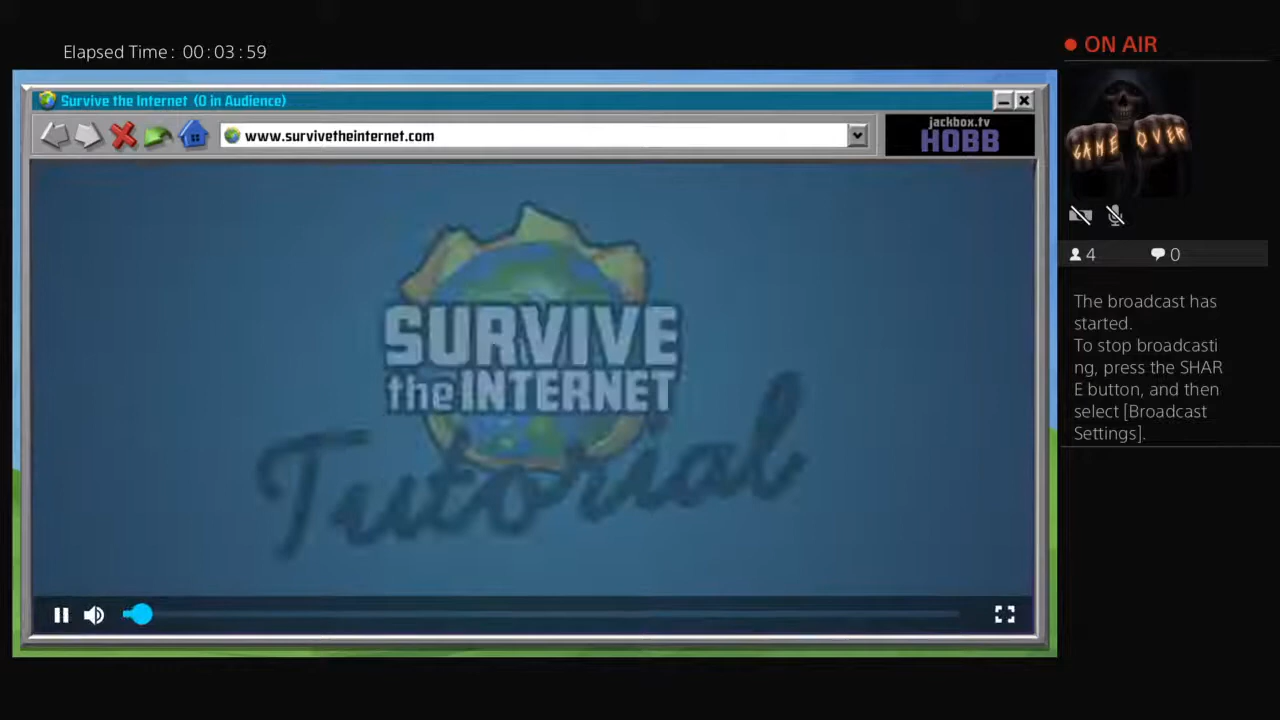 Elapsed Time: 00:03:59
ON AIR
Survive the Internet (0 in Audience)
www.survivetheinternet.com
jackbox.tv
HOBB
GAME OVER
SURVIVE
the INTERNET
Tutorial
4 0
The broadcast has
started.
To stop broadcasti
ng, press the SHAR
E button, and then
select [Broadcast
Settings].